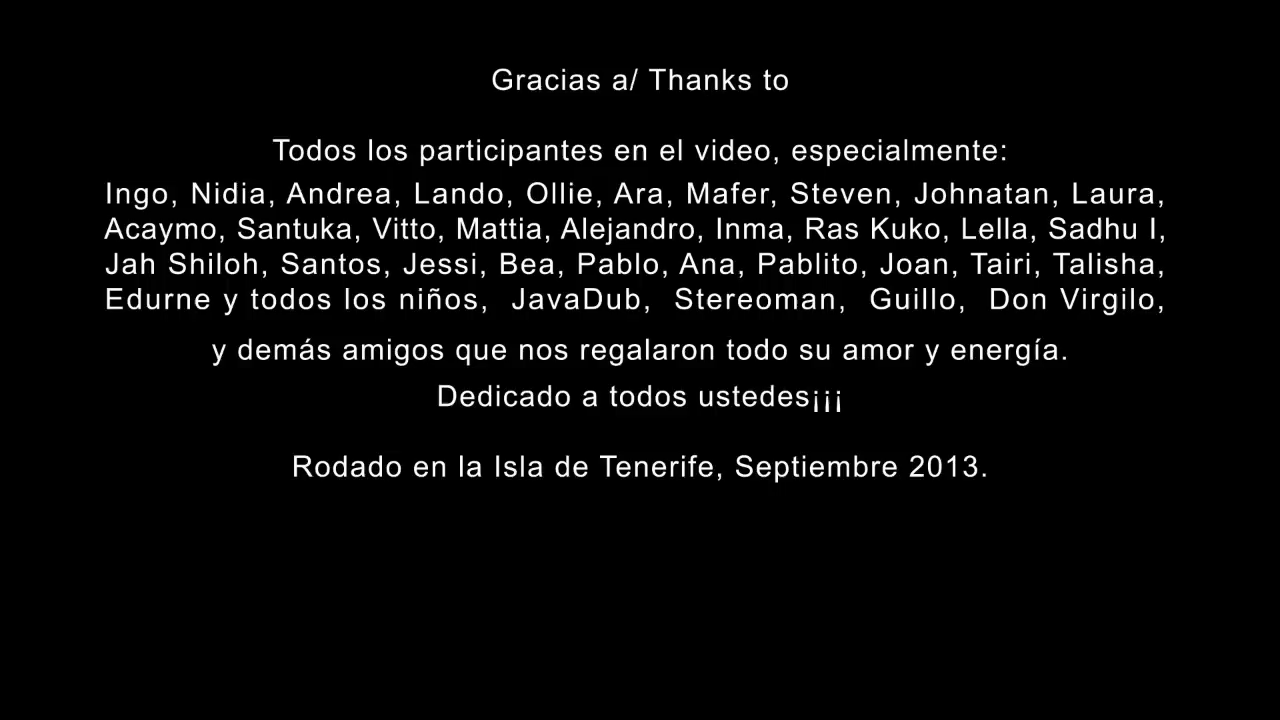 Gracias a/ Thanks to
Todos los participantes en el video, especialmente:
Ingo, Nidia, Andrea, Lando, Ollie, Ara, Mafer, Steven, Johnatan, Laura,
Acaymo, Santuka, Vitto, Mattia, Alejandro, Inma, Ras Kuko, Lella, Sadhu I,
Jah Shiloh, Santos, Jessi, Bea, Pablo, Ana, Pablito, Joan, Tairi, Talisha,
Edurne y todos los niños, JavaDub, Stereoman, Guillo, Don Virgilo,
y demás amigos que nos regalaron todo su amor y energía.
Dedicado a todos ustedes¡¡¡
Rodado en la Isla de Tenerife, Septiembre 2013.